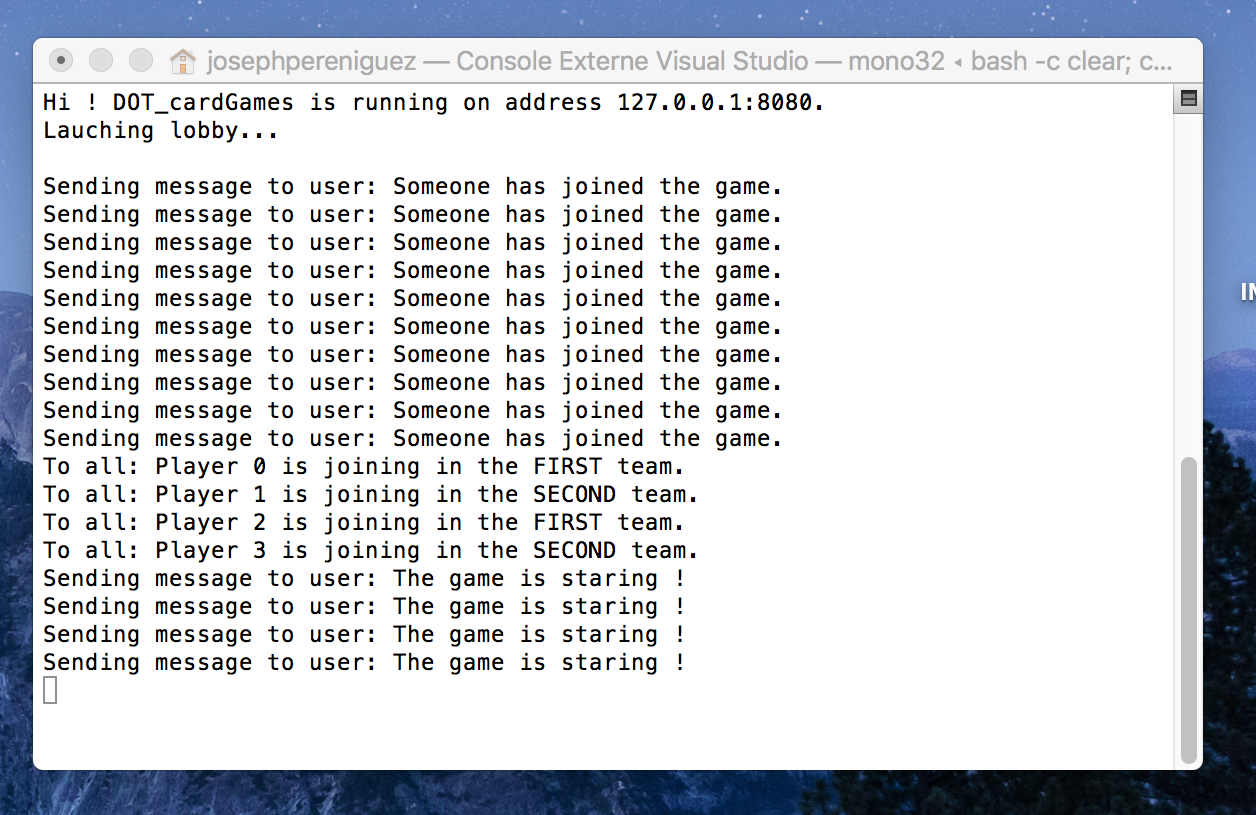 josephpereniguez — Console Externe Visual Studio — mono32 ◂ bash -c clear; c...
Hi ! DOT_cardGames is running on address 127.0.0.1:8080.
Lauching lobby...
Sending message to user: Someone has joined the game.
Sending message to user: Someone has joined the game.
Sending message to user: Someone has joined the game.
Sending message to user: Someone has joined the game.
Sending message to user: Someone has joined the game.
Sending message to user: Someone has joined the game.
Sending message to user: Someone has joined the game.
Sending message to user: Someone has joined the game.
Sending message to user: Someone has joined the game.
Sending message to user: Someone has joined the game.
To all: Player 0 is joining in the FIRST team.
To all: Player 1 is joining in the SECOND team.
To all: Player 2 is joining in the FIRST team.
To all: Player 3 is joining in the SECOND team.
Sending message to user: The game is staring !
Sending message to user: The game is staring !
Sending message to user: The game is staring !
Sending message to user: The game is staring !